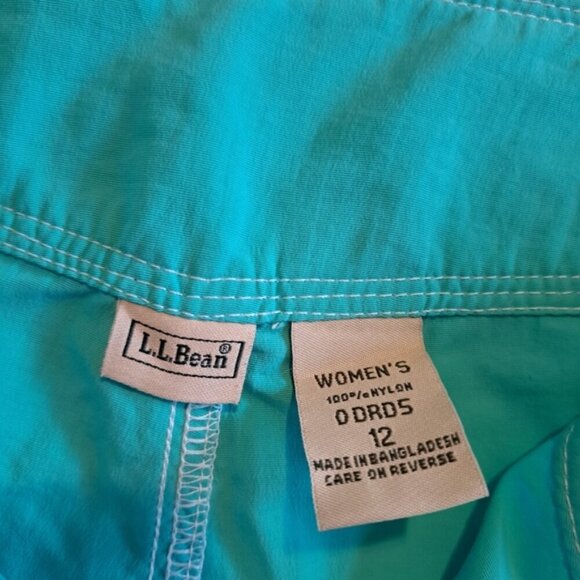 L.L.Bean®
WOMEN'S
100% NYLON
0DRD5
12
MADE IN BANGLADESH
CARE ON REVERSE